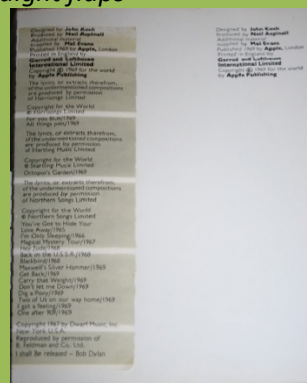 Designed by John Kosh
Produced by Neil Aspinall
Additional material
supplied by Mal Evans
Published 1969 by Apple, London
Printed in England by
Garrod and Lofthouse
International Limited
Copyright © 1969 for the world
by Apple Publishing
The lyrics, or extracts therefrom,
of the undermentioned compositions
are produced by permission
of Harrisongs Limited
Copyright for the World
© Harrisongs Limited
For you Blue/1969
All things pass/1969
The lyrics, or extracts therefrom,
are produced by permission
of Startling Music Limited
Copyright for the World
© Startling Music Limited
Octopus's Garden/1969
The lyrics, or extracts therefrom,
of the undermentioned compositions
are produced by permission
of Northern Songs Limited
Copyright for the World
© Northern Songs Limited
You've Got to Hide Your
Love Away/1965
I'm Only Sleeping/1966
Magical Mystery Tour/1967
Hey Jude/1968
Back in the U.S.S.R./1968
Blackbird/1968
Maxwell's Silver Hammer/1969
Get Back/1969
Carry that Weight/1969
Don't let me Down/1969
Dig a Pony/1969
Two of Us on our way home/1969
I got a feeling/1969
One after 909/1969
Copyright 1967 by Dwarf Music, Inc.
New York U.S.A.
Reproduced by permission of
B. Feldman and Co., Ltd.
I shall Be released – Bob Dylan
Designed by John Kosh
Produced by Neil Aspinall
Additional material
supplied by Mal Evans
Published 1969 by Apple, London
Printed in England by
Garrod and Lofthouse
International Limited
Copyright © 1969 for the world
by Apple Publishing